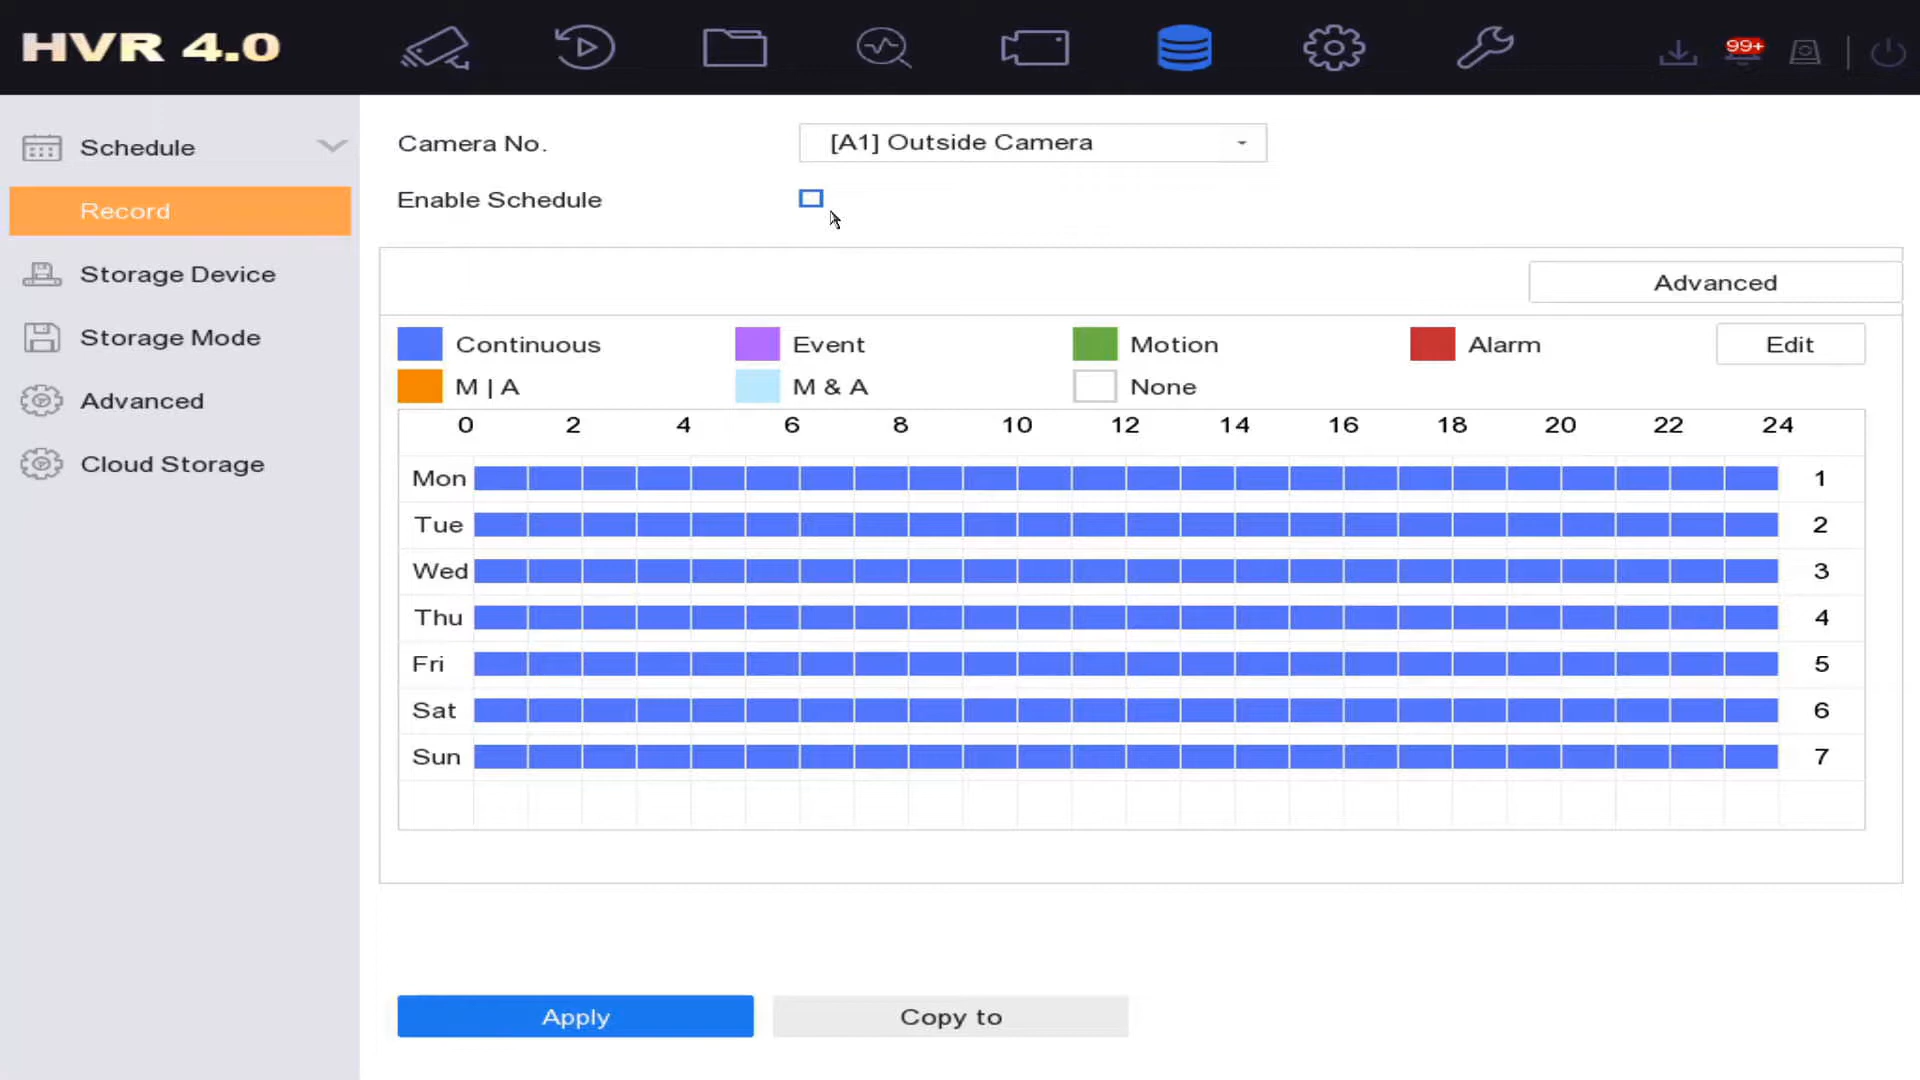 HVR 4.0
99+
Schedule
Record
Storage Device
Storage Mode
Advanced
Cloud Storage
Camera No.
[A1] Outside Camera
Enable Schedule
Advanced
Continuous Event Motion Alarm Edit
M | A M & A None
0 2 4 6 8 10 12 14 16 18 20 22 24
Mon 1
Tue 2
Wed 3
Thu 4
Fri 5
Sat 6
Sun 7
Apply Copy to